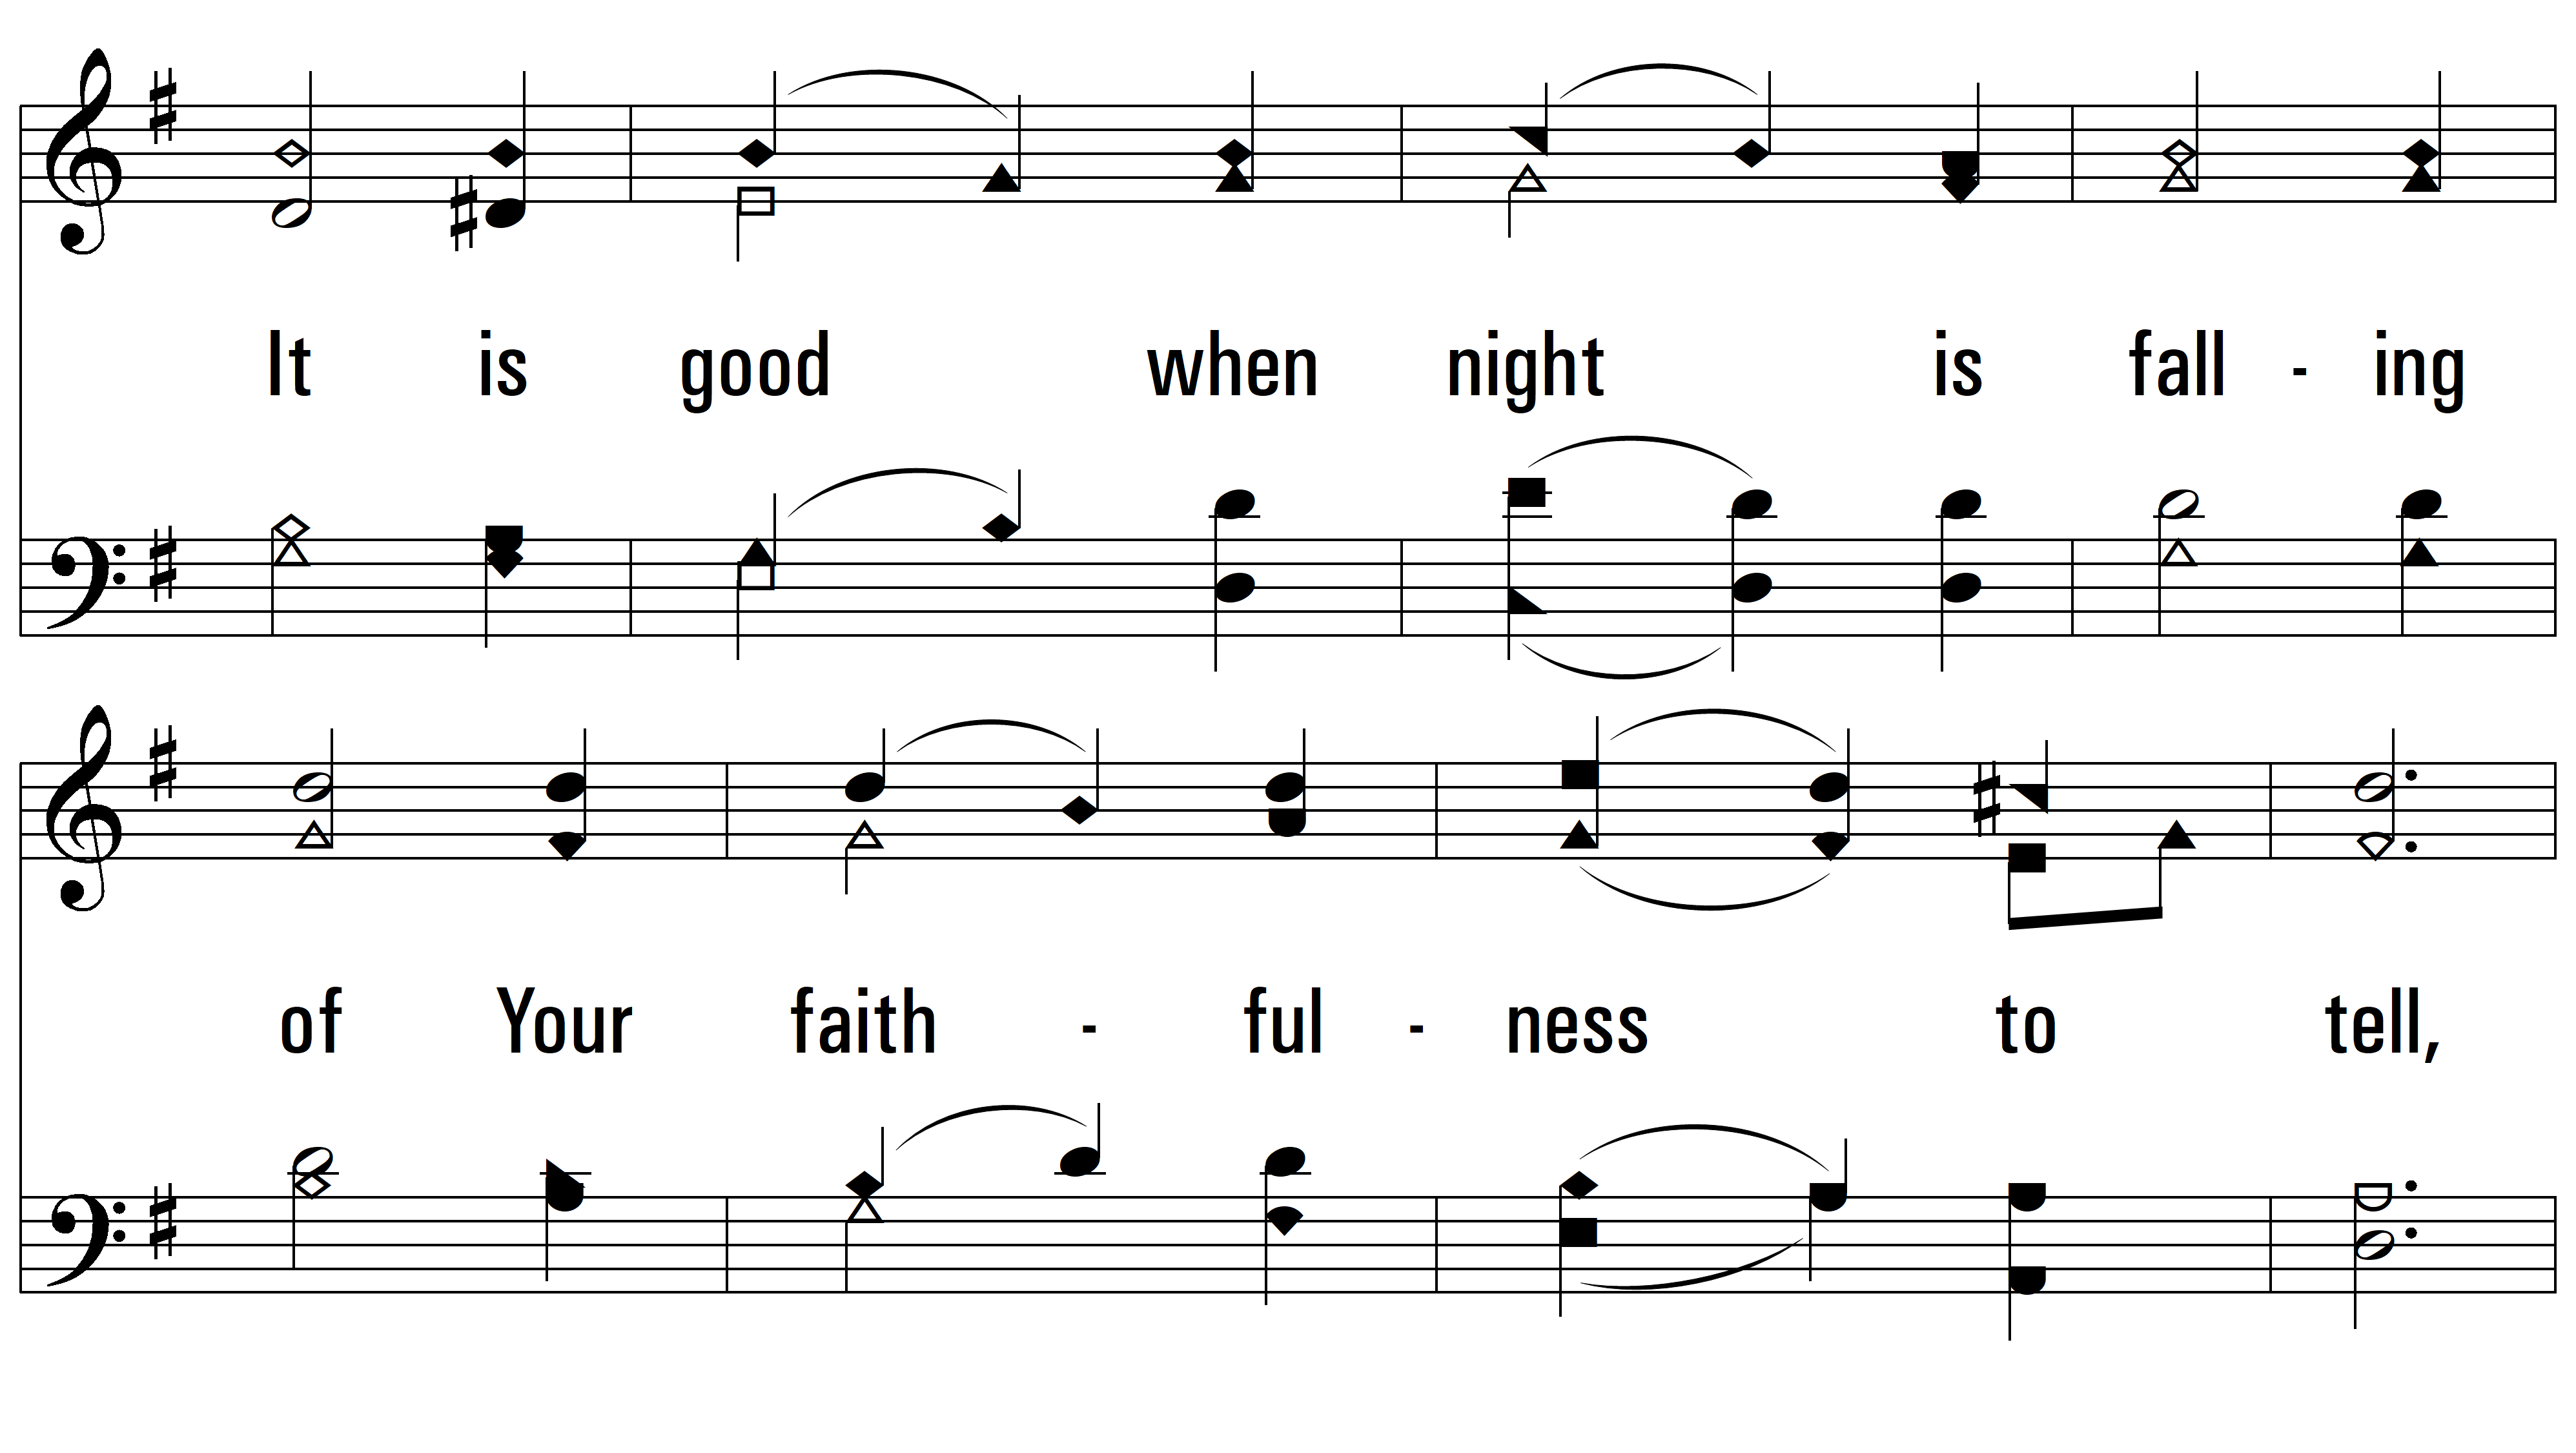 It is good when night is fall - ing
of Your faith - ful - ness to tell,